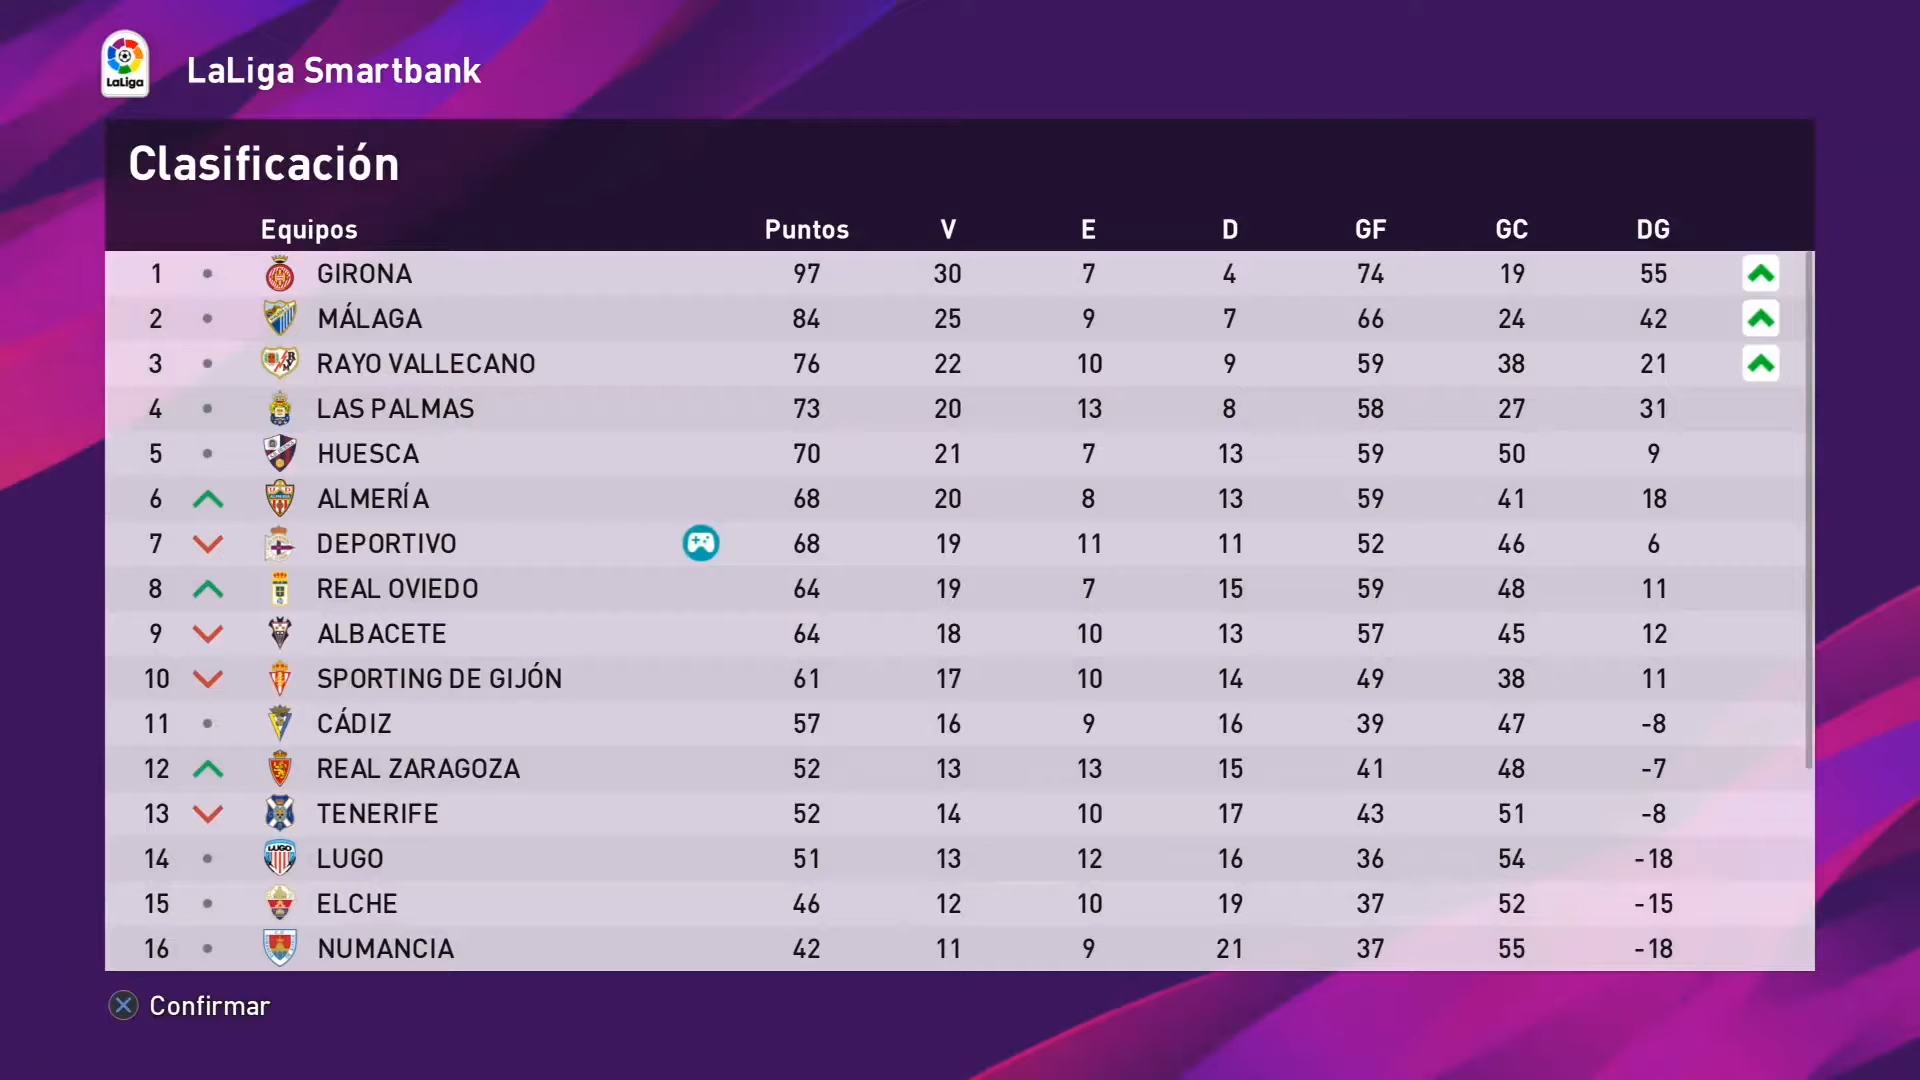 LaLiga
LaLiga Smartbank
Clasificación
Equipos Puntos V E D GF GC DG
1 GIRONA 97 30 7 4 74 19 55
2 MÁLAGA 84 25 9 7 66 24 42
3 RAYO VALLECANO 76 22 10 9 59 38 21
4 LAS PALMAS 73 20 13 8 58 27 31
5 HUESCA 70 21 7 13 59 50 9
6 ALMERÍA 68 20 8 13 59 41 18
7 DEPORTIVO 68 19 11 11 52 46 6
8 REAL OVIEDO 64 19 7 15 59 48 11
9 ALBACETE 64 18 10 13 57 45 12
10 SPORTING DE GIJÓN 61 17 10 14 49 38 11
11 CÁDIZ 57 16 9 16 39 47 -8
12 REAL ZARAGOZA 52 13 13 15 41 48 -7
13 TENERIFE 52 14 10 17 43 51 -8
14 LUGO 51 13 12 16 36 54 -18
15 ELCHE 46 12 10 19 37 52 -15
16 NUMANCIA 42 11 9 21 37 55 -18
Confirmar